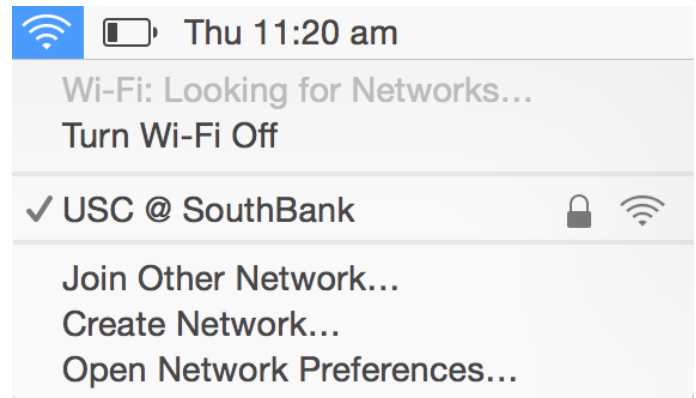 Thu 11:20 am
Wi-Fi: Looking for Networks...
Turn Wi-Fi Off
USC @ SouthBank
Join Other Network...
Create Network...
Open Network Preferences...